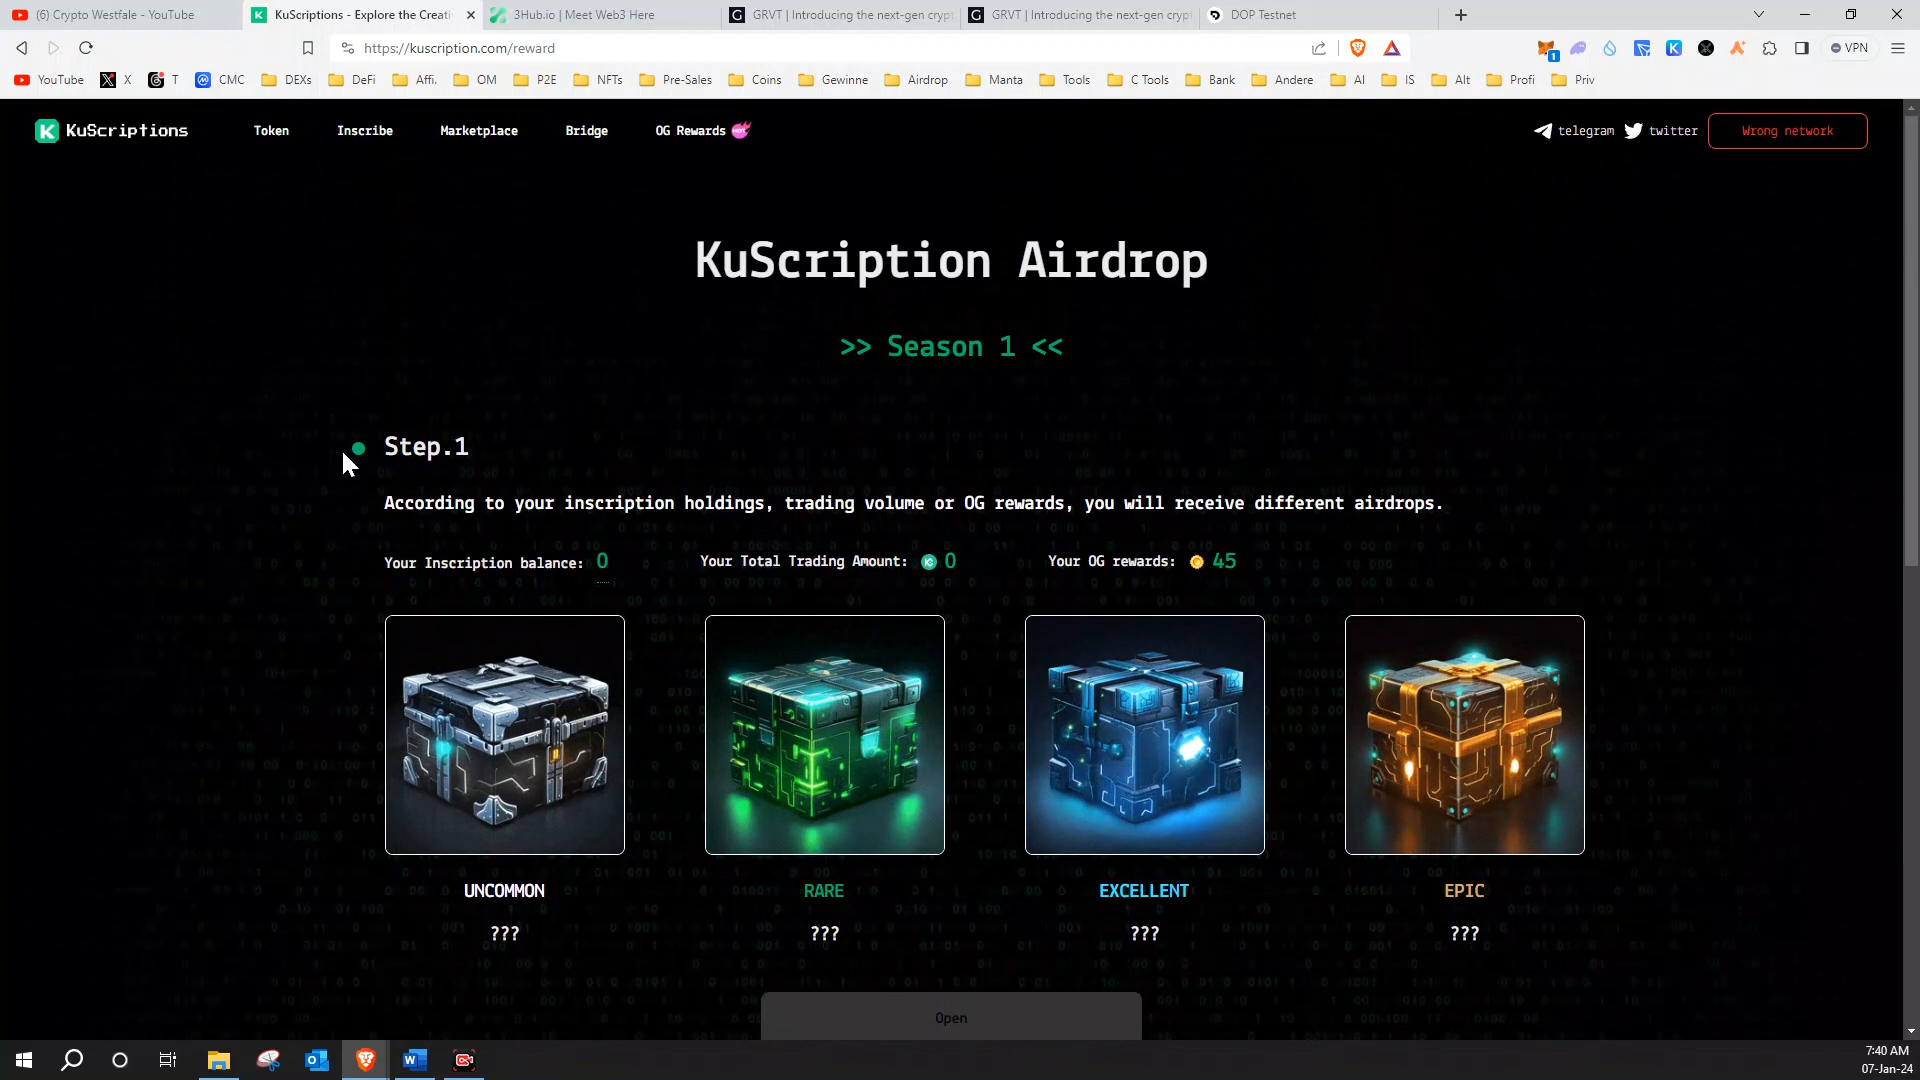 (6) Crypto Westfale - YouTube
KuScriptions - Explore the Creati
3Hub.io | Meet Web3 Here
GRVT | Introducing the next-gen crypt
GRVT | Introducing the next-gen crypt
DOP Testnet
https://kuscription.com/reward
1
VPN
YouTube
X
T
CMC
DEXs
DeFi
Affi.
OM
P2E
NFTs
Pre-Sales
Coins
Gewinne
Airdrop
Manta
Tools
C Tools
Bank
Andere
AI
IS
Alt
Profi
Priv
KuScriptions
Token
Inscribe
Marketplace
Bridge
OG Rewards
telegram
twitter
Wrong network
KuScription Airdrop
>> Season 1 <<
Step.1
According to your inscription holdings, trading volume or OG rewards, you will receive different airdrops.
Your Inscription balance: 0
Your Total Trading Amount: 0
Your OG rewards: 45
UNCOMMON
RARE
EXCELLENT
EPIC
???
???
???
???
Open
7:40 AM
07-Jan-24